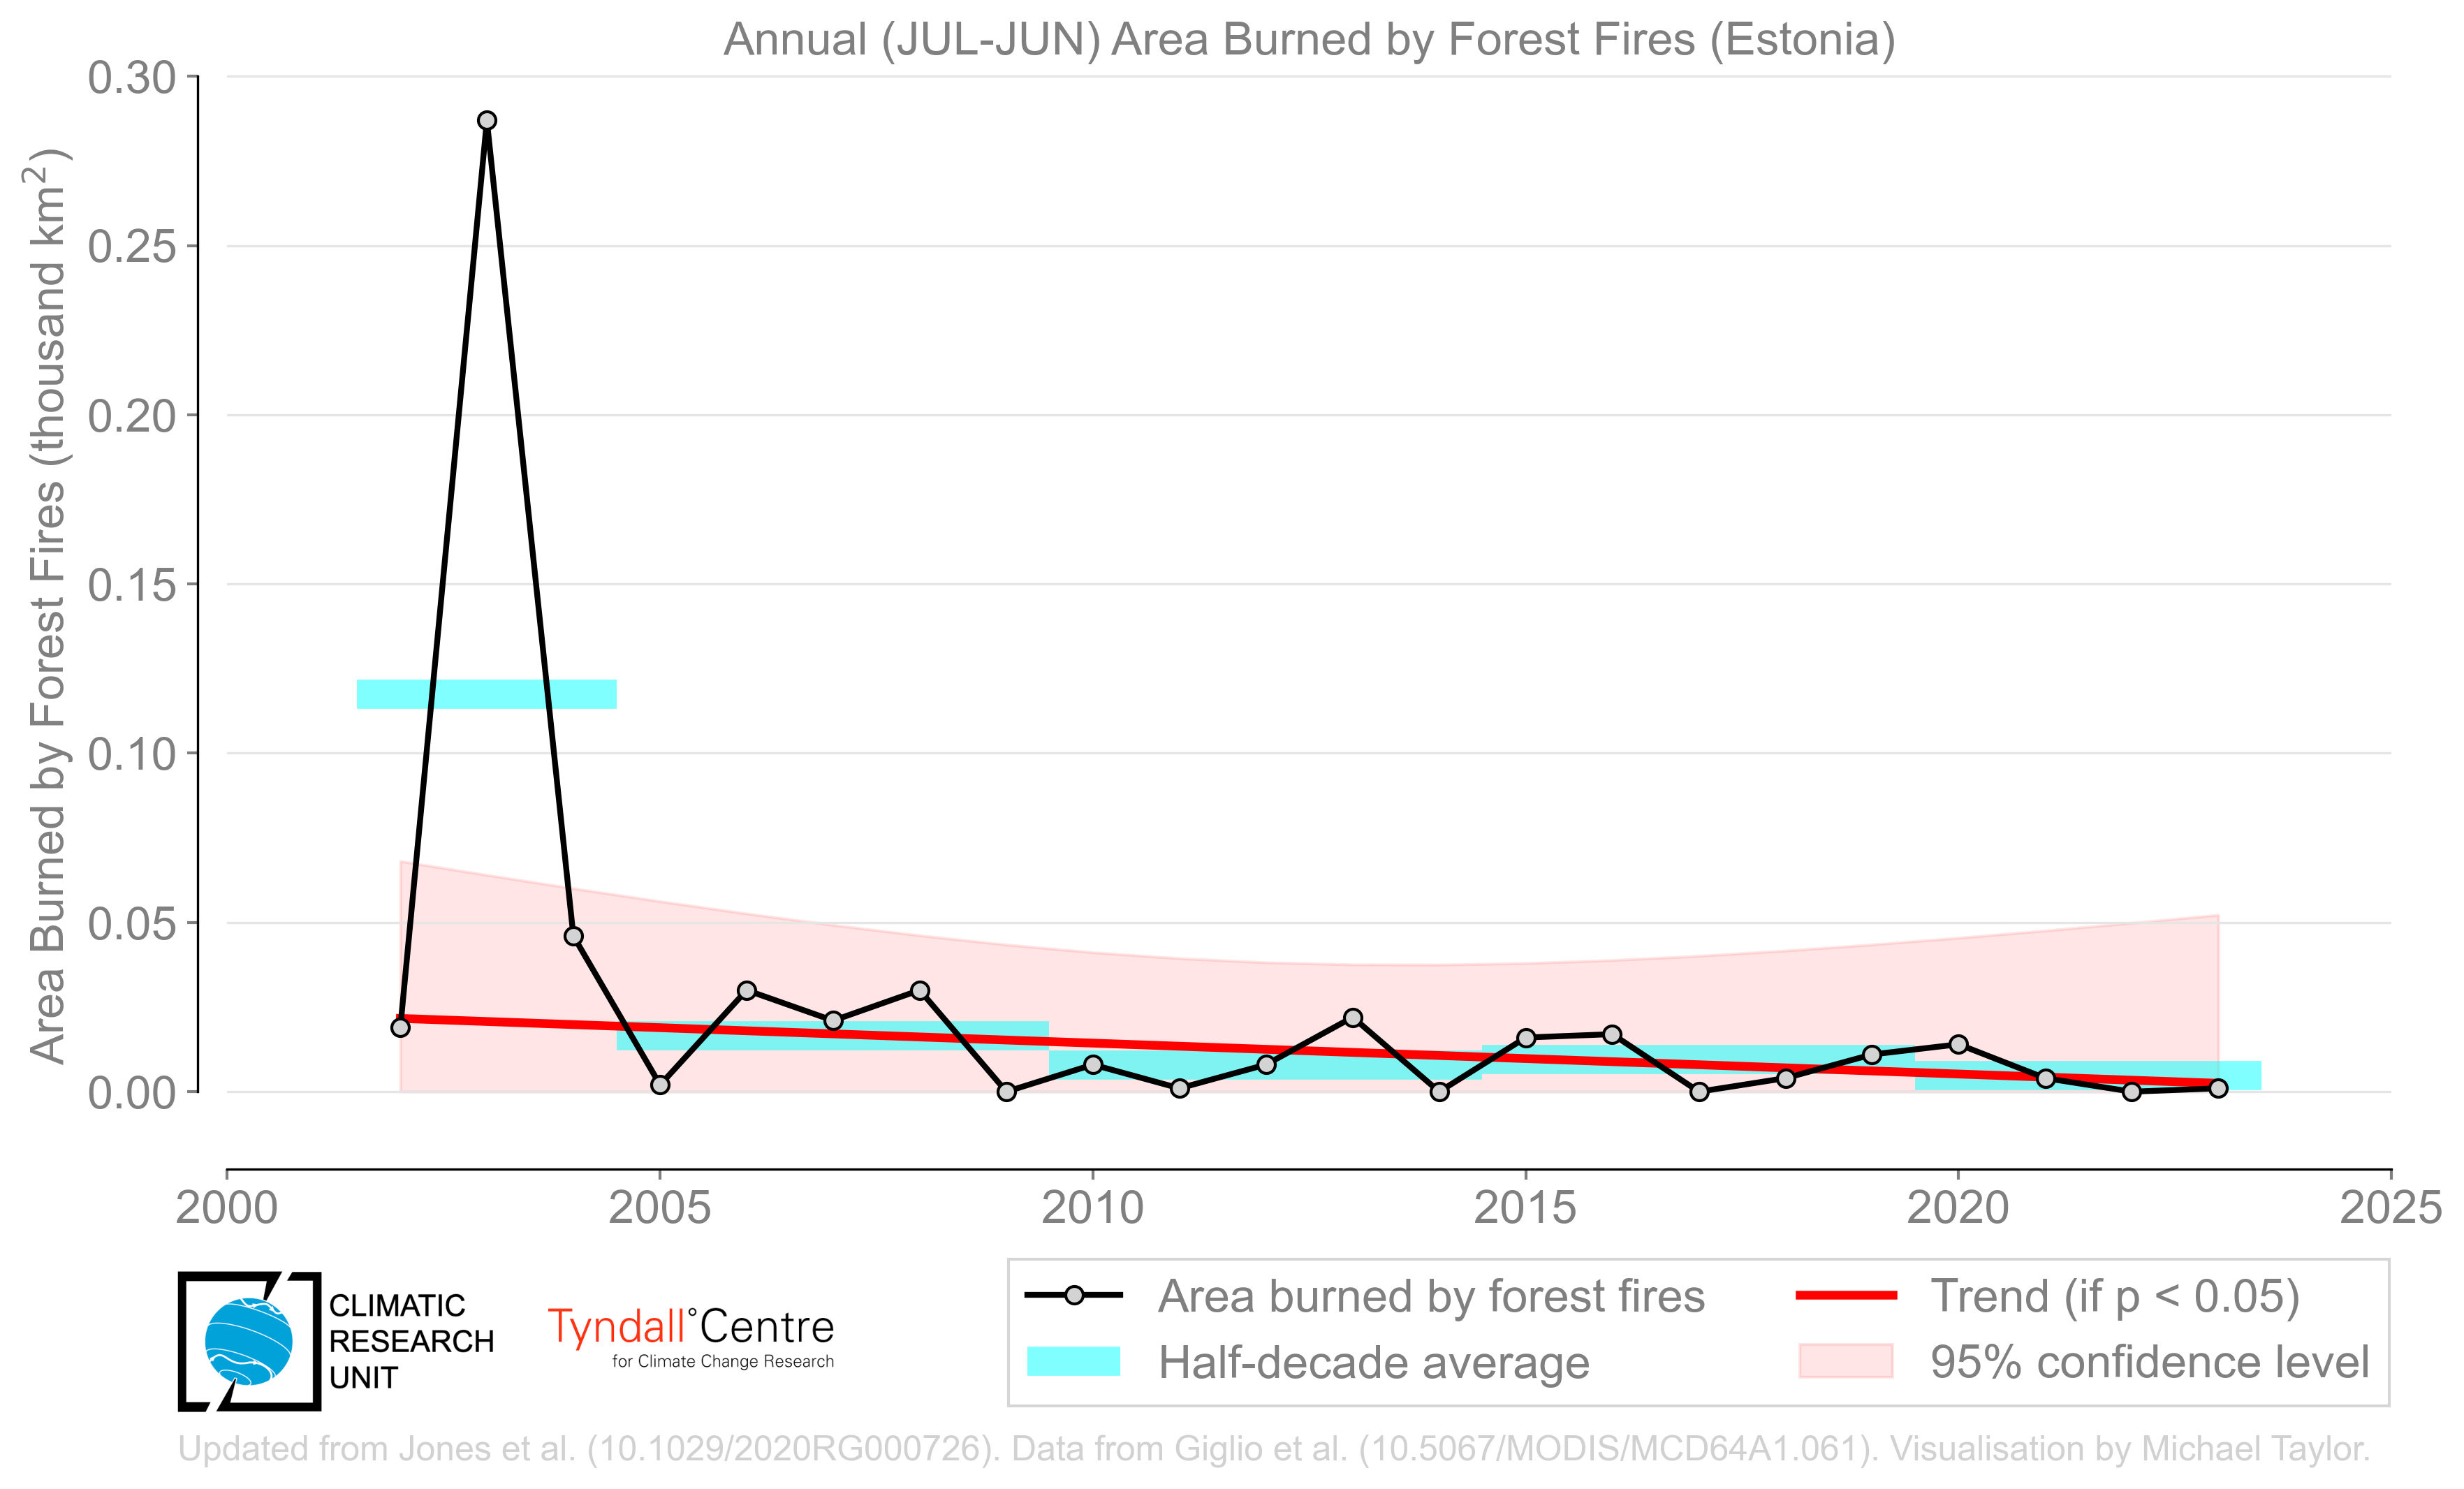 Annual (JUL-JUN) Area Burned by Forest Fires (Estonia)
Area Burned by Forest Fires (thousand km²)
0.30
0.25
0.20
0.15
0.10
0.05
0.00
2000 2005 2010 2015 2020 2025
CLIMATIC
RESEARCH
UNIT
Tyndall°Centre
for Climate Change Research
Area burned by forest fires
Half-decade average
Trend (if p < 0.05)
95% confidence level
Updated from Jones et al. (10.1029/2020RG000726). Data from Giglio et al. (10.5067/MODIS/MCD64A1.061). Visualisation by Michael Taylor.